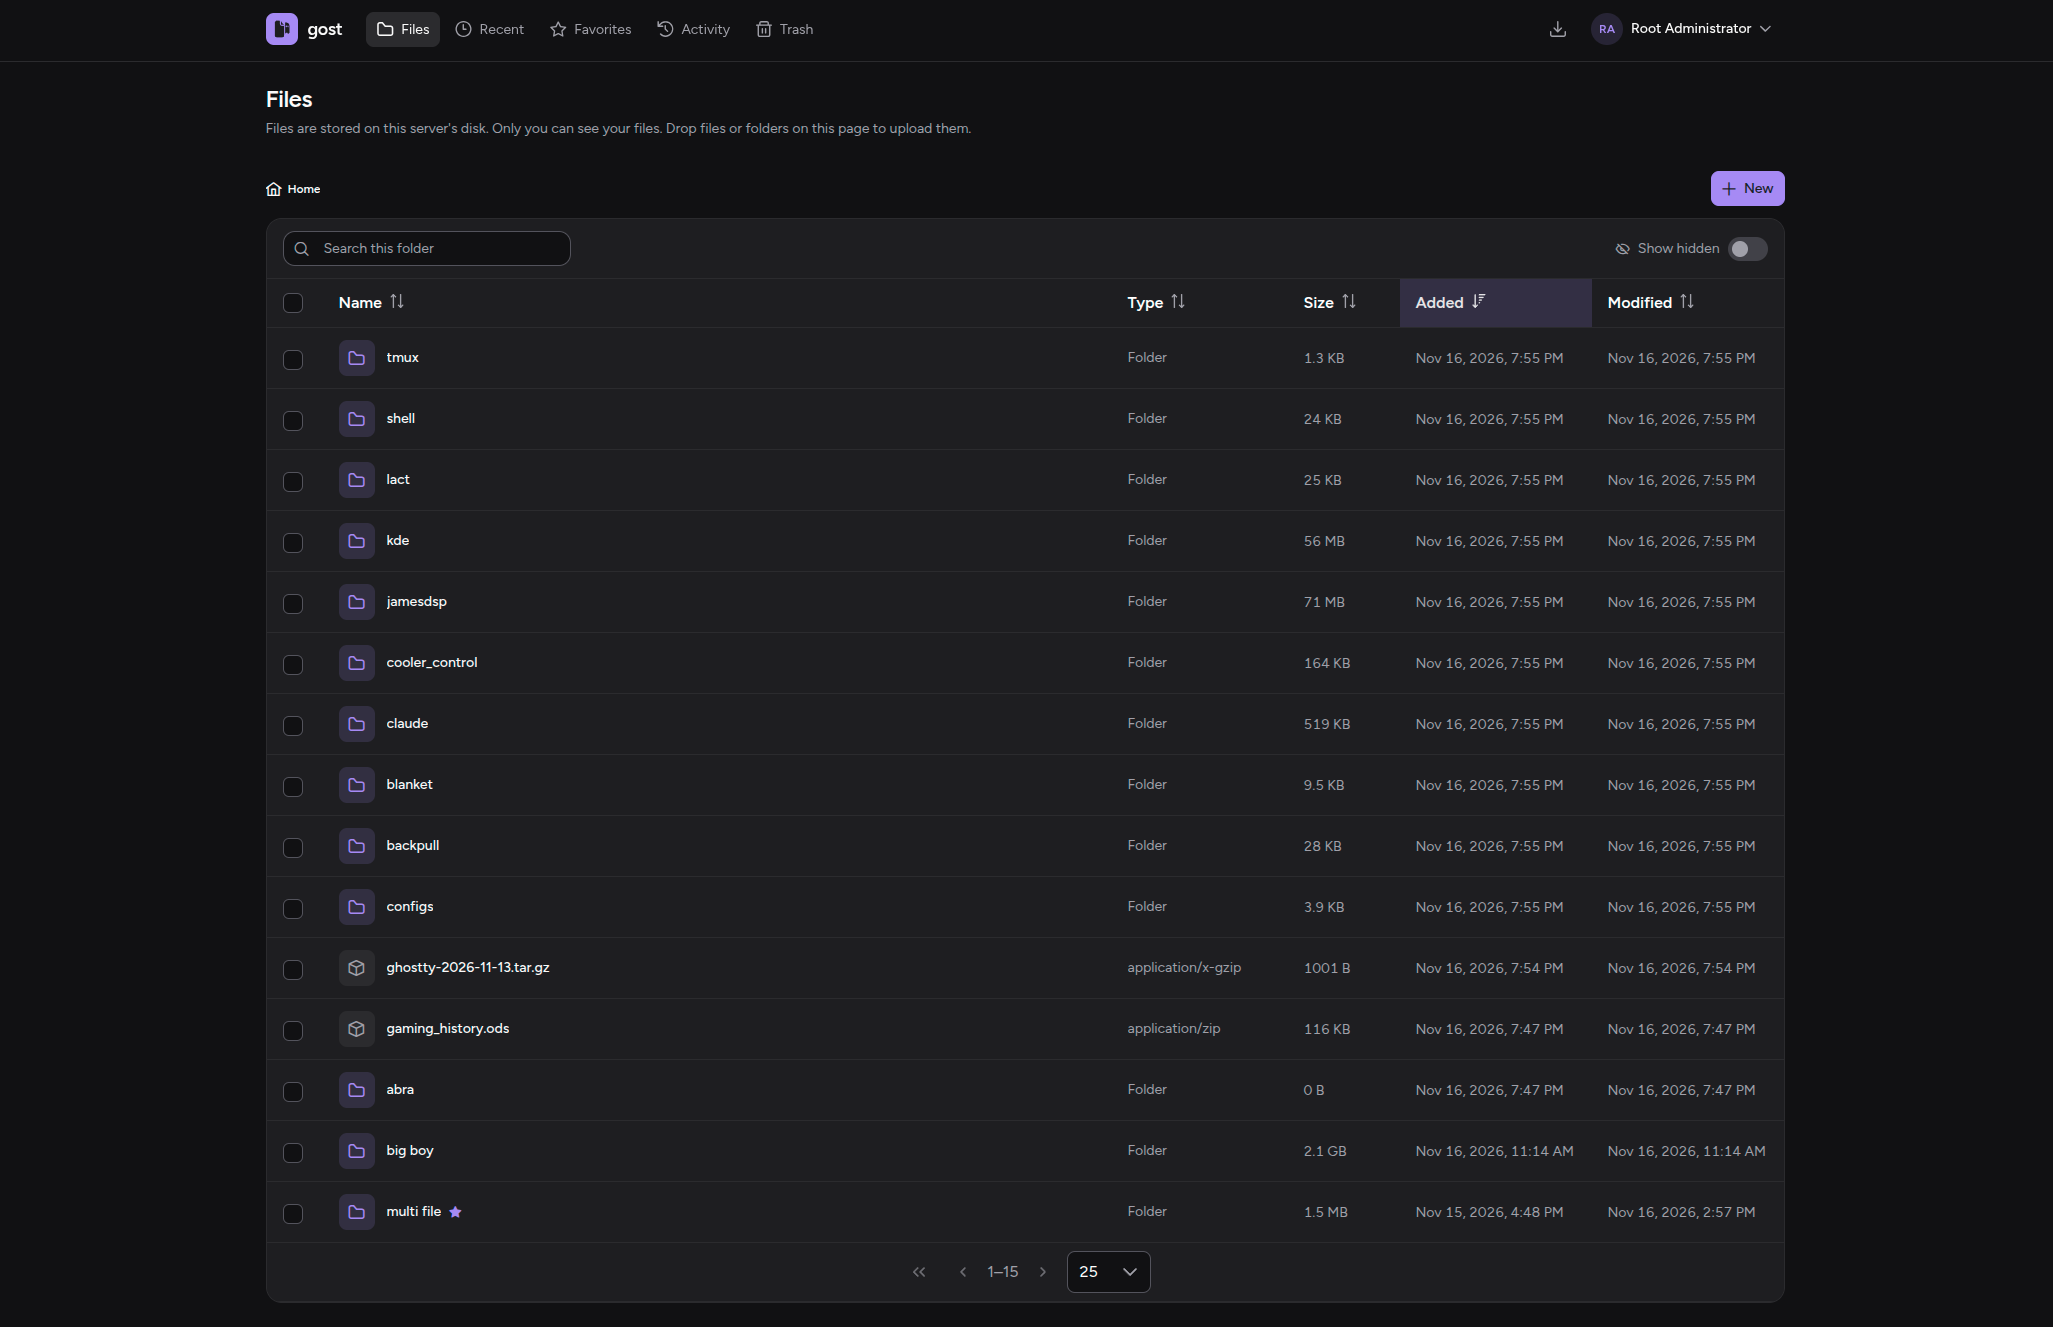 gost Files Recent Favorites Activity Trash RA Root Administrator
Files
Files are stored on this server's disk. Only you can see your files. Drop files or folders on this page to upload them.
Home New
Search this folder Show hidden
Name Type Size Added Modified
tmux Folder 1.3 KB Nov 16, 2026, 7:55 PM Nov 16, 2026, 7:55 PM
shell Folder 24 KB Nov 16, 2026, 7:55 PM Nov 16, 2026, 7:55 PM
lact Folder 25 KB Nov 16, 2026, 7:55 PM Nov 16, 2026, 7:55 PM
kde Folder 56 MB Nov 16, 2026, 7:55 PM Nov 16, 2026, 7:55 PM
jamesdsp Folder 71 MB Nov 16, 2026, 7:55 PM Nov 16, 2026, 7:55 PM
cooler_control Folder 164 KB Nov 16, 2026, 7:55 PM Nov 16, 2026, 7:55 PM
claude Folder 519 KB Nov 16, 2026, 7:55 PM Nov 16, 2026, 7:55 PM
blanket Folder 9.5 KB Nov 16, 2026, 7:55 PM Nov 16, 2026, 7:55 PM
backpull Folder 28 KB Nov 16, 2026, 7:55 PM Nov 16, 2026, 7:55 PM
configs Folder 3.9 KB Nov 16, 2026, 7:55 PM Nov 16, 2026, 7:55 PM
ghostty-2026-11-13.tar.gz application/x-gzip 1001 B Nov 16, 2026, 7:54 PM Nov 16, 2026, 7:54 PM
gaming_history.ods application/zip 116 KB Nov 16, 2026, 7:47 PM Nov 16, 2026, 7:47 PM
abra Folder 0 B Nov 16, 2026, 7:47 PM Nov 16, 2026, 7:47 PM
big boy Folder 2.1 GB Nov 16, 2026, 11:14 AM Nov 16, 2026, 11:14 AM
multi file Folder 1.5 MB Nov 15, 2026, 4:48 PM Nov 16, 2026, 2:57 PM
1–15 25